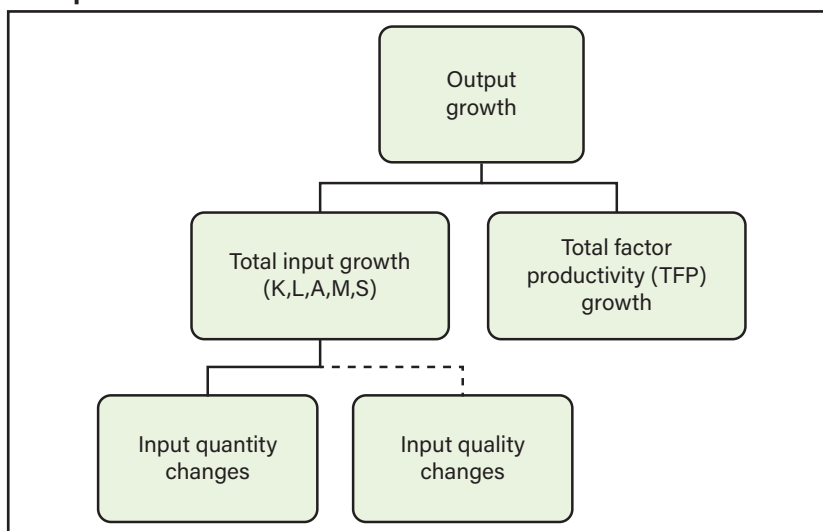 Output
growth
Total input growth
(K,L,A,M,S)
Total factor
productivity (TFP)
growth
Input quantity
changes
Input quality
changes